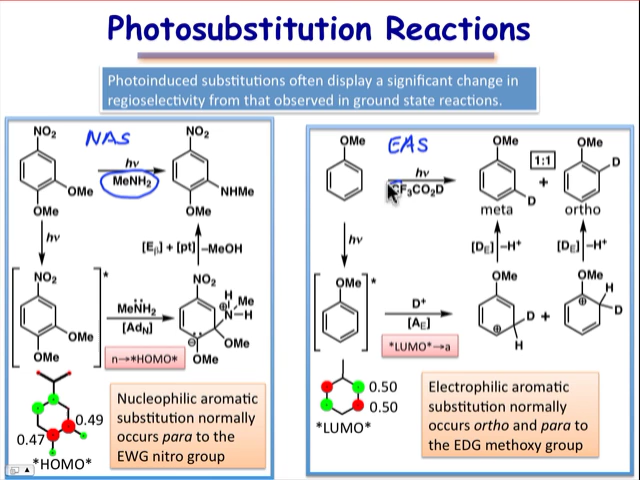 Photosubstitution Reactions
Photoinduced substitutions often display a significant change in
regioselectivity from that observed in ground state reactions.
NO₂
NAS
hν
MeNH₂
OMe
OMe
NO₂
NHMe
OMe
hν
[Eᵦ] + [pt]
–MeOH
NO₂
*
OMe
OMe
MeNH₂
[Adₙ]
n→*HOMO*
NO₂
H
Me
⊕N–H
⊖
OMe
OMe
0.49
0.47
*HOMO*
Nucleophilic aromatic
substitution normally
occurs para to the
EWG nitro group
OMe
EAS
hν
CF₃CO₂D
OMe
D
meta
1:1
+
OMe
D
ortho
hν
[Dᴇ]
–H⁺
[Dᴇ]
–H⁺
OMe
*
D⁺
[Aᴇ]
*LUMO*→a
OMe
⊕
D
H
+
OMe
⊕
H
D
0.50
0.50
*LUMO*
Electrophilic aromatic
substitution normally
occurs ortho and para to
the EDG methoxy group